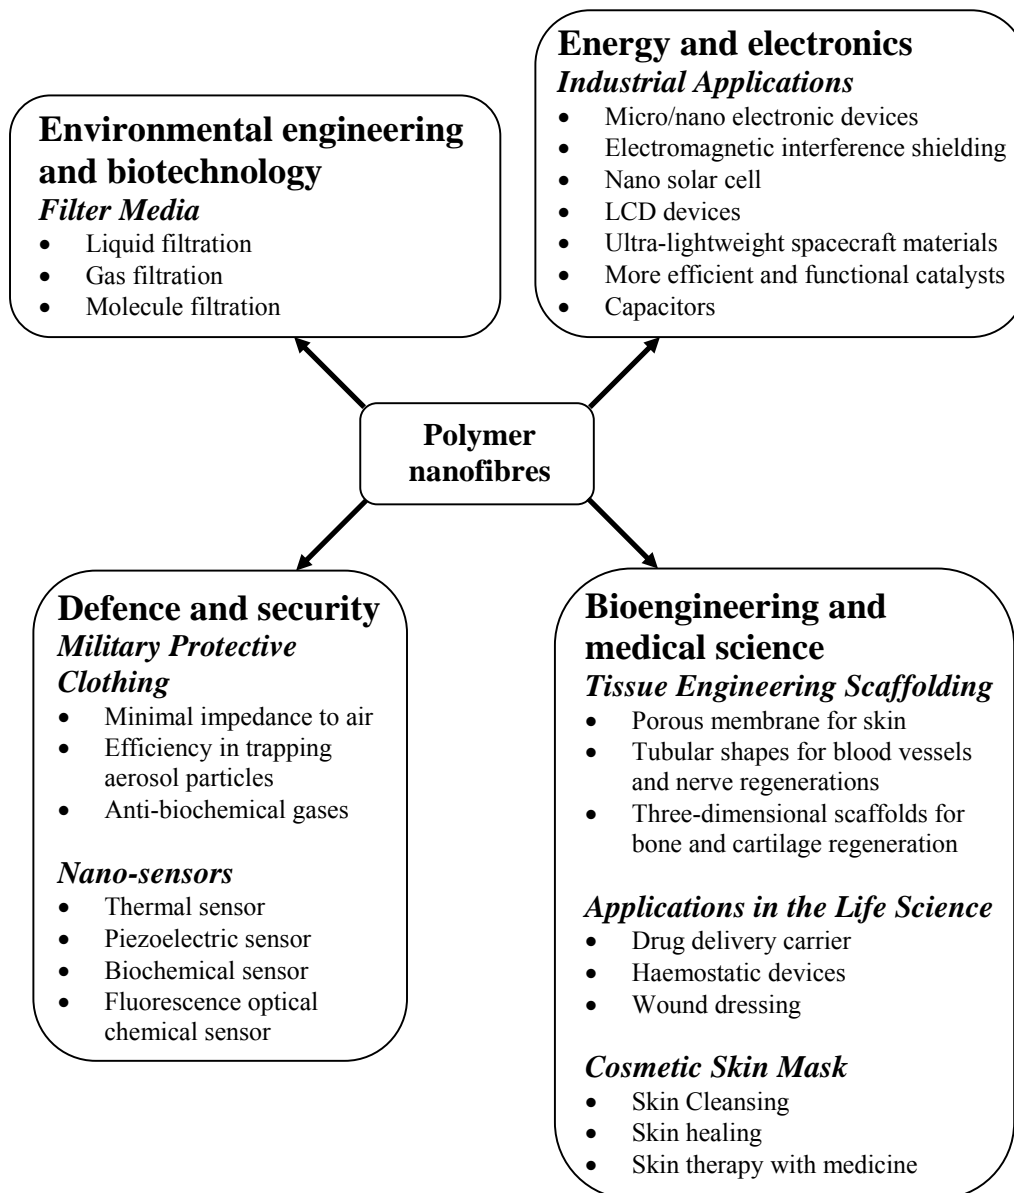 Energy and electronics
Industrial Applications
• Micro/nano electronic devices
• Electromagnetic interference shielding
• Nano solar cell
• LCD devices
• Ultra-lightweight spacecraft materials
• More efficient and functional catalysts
• Capacitors
Environmental engineering
and biotechnology
Filter Media
• Liquid filtration
• Gas filtration
• Molecule filtration
Polymer
nanofibres
Defence and security
Military Protective
Clothing
• Minimal impedance to air
• Efficiency in trapping
aerosol particles
• Anti-biochemical gases
Nano-sensors
• Thermal sensor
• Piezoelectric sensor
• Biochemical sensor
• Fluorescence optical
chemical sensor
Bioengineering and
medical science
Tissue Engineering Scaffolding
• Porous membrane for skin
• Tubular shapes for blood vessels
and nerve regenerations
• Three-dimensional scaffolds for
bone and cartilage regeneration
Applications in the Life Science
• Drug delivery carrier
• Haemostatic devices
• Wound dressing
Cosmetic Skin Mask
• Skin Cleansing
• Skin healing
• Skin therapy with medicine